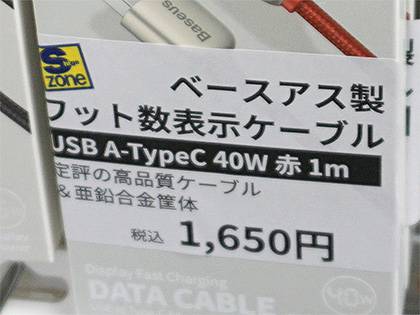 Baseus
S tage
zone
ベースアス製
フット数表示ケーブル
USB A-TypeC 40W 赤 1m
定評の高品質ケーブル
&亜鉛合金筐体
税込 1,650円
Display Fast Charging
DATA CABLE
40W